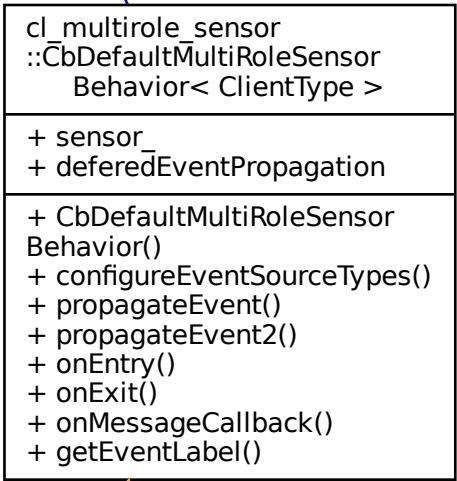 cl_multirole_sensor
::CbDefaultMultiRoleSensor
Behavior< ClientType >
+ sensor_
+ deferedEventPropagation
+ CbDefaultMultiRoleSensor
Behavior()
+ configureEventSourceTypes()
+ propagateEvent()
+ propagateEvent2()
+ onEntry()
+ onExit()
+ onMessageCallback()
+ getEventLabel()